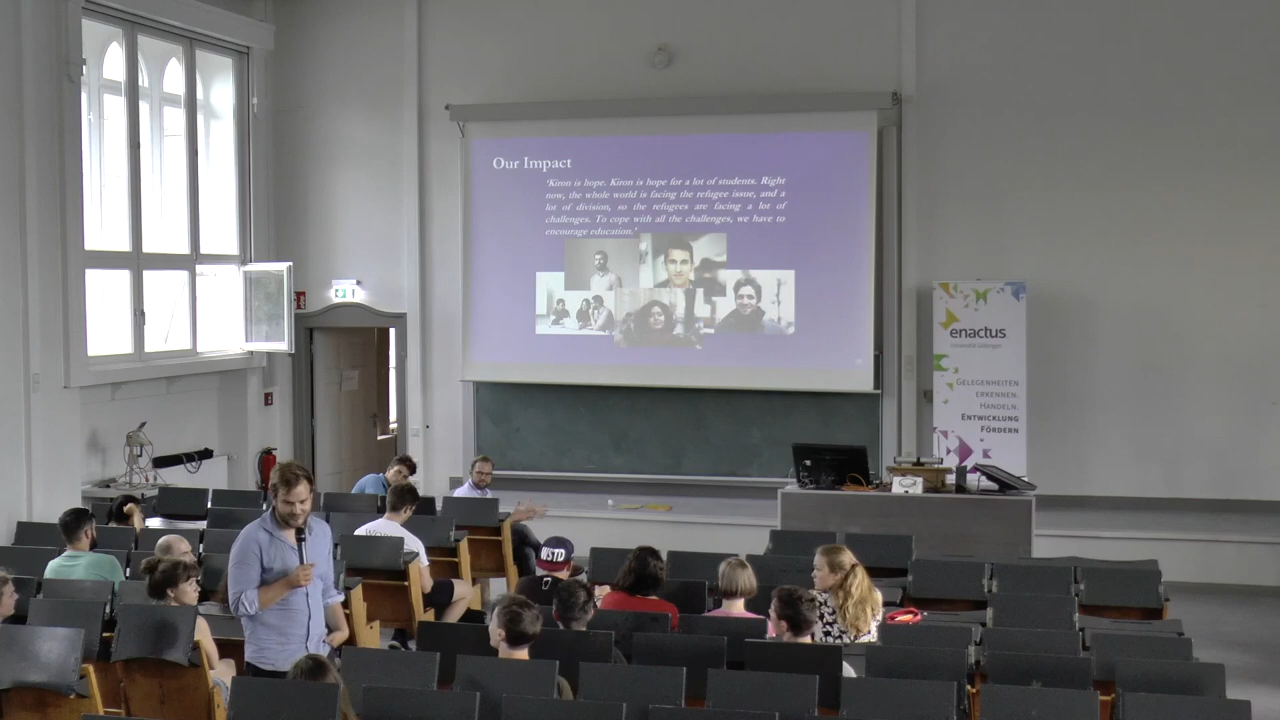 Our Impact
'Kiron is hope. Kiron is hope for a lot of students. Right
now, the whole world is facing the refugee issue, and a
lot of division, so the refugees are facing a lot of
challenges. To cope with all the challenges, we have to
encourage education.'
enactus
Gelegenheiten
erkennen.
Handeln.
Entwicklung
Fördern
WSTD